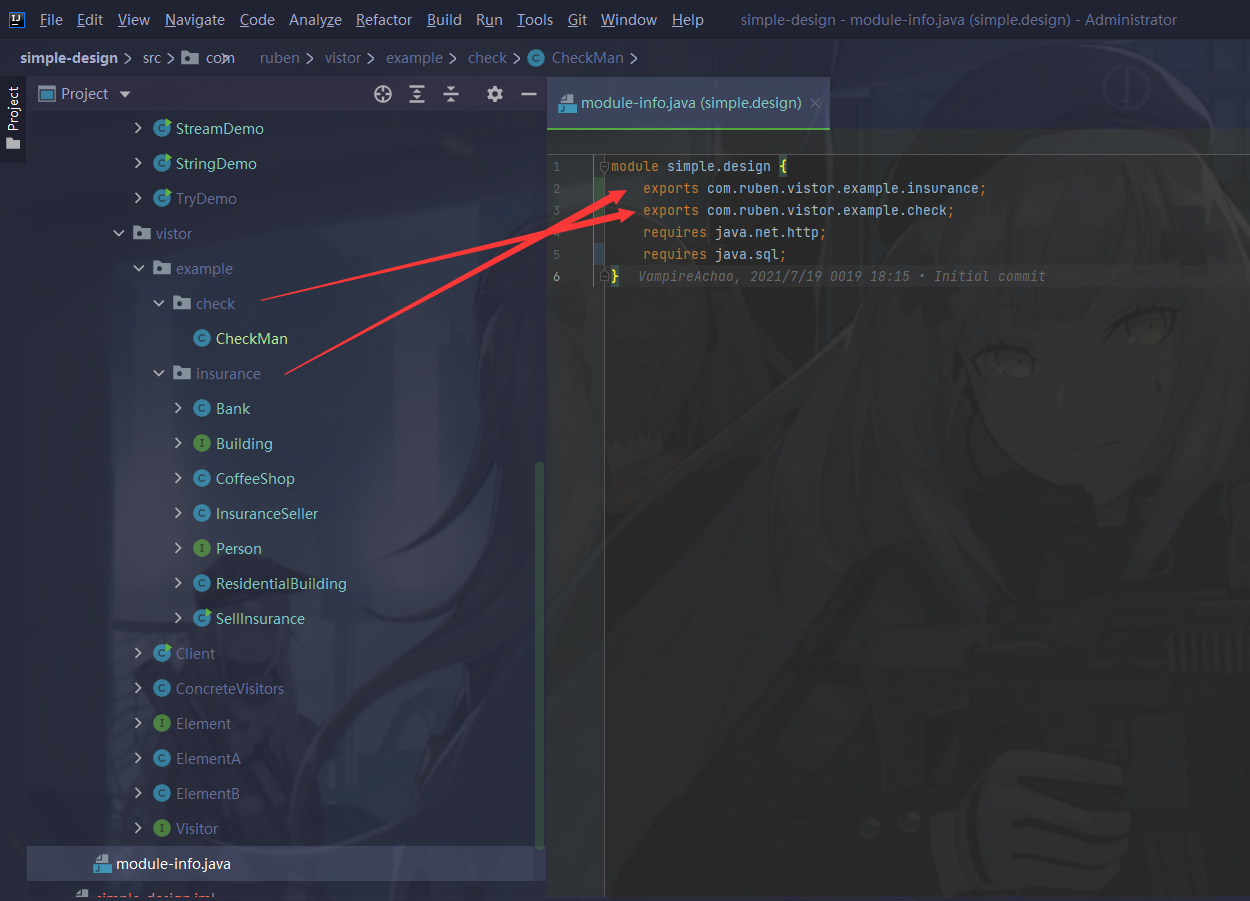 File Edit View Navigate Code Analyze Refactor Build Run Tools Git Window Help simple-design - module-info.java (simple.design) - Administrator
simple-design src com ruben vistor example check CheckMan
Project
Project
StreamDemo
StringDemo
TryDemo
vistor
example
check
CheckMan
insurance
Bank
Building
CoffeeShop
InsuranceSeller
Person
ResidentialBuilding
SellInsurance
Client
ConcreteVisitors
Element
ElementA
ElementB
Visitor
module-info.java
simple-design.iml
module-info.java (simple.design)
1 module simple.design {
2 exports com.ruben.vistor.example.insurance;
3 exports com.ruben.vistor.example.check;
4 requires java.net.http;
5 requires java.sql;
6 } VampireAchao, 2021/7/19 0019 18:15 • Initial commit